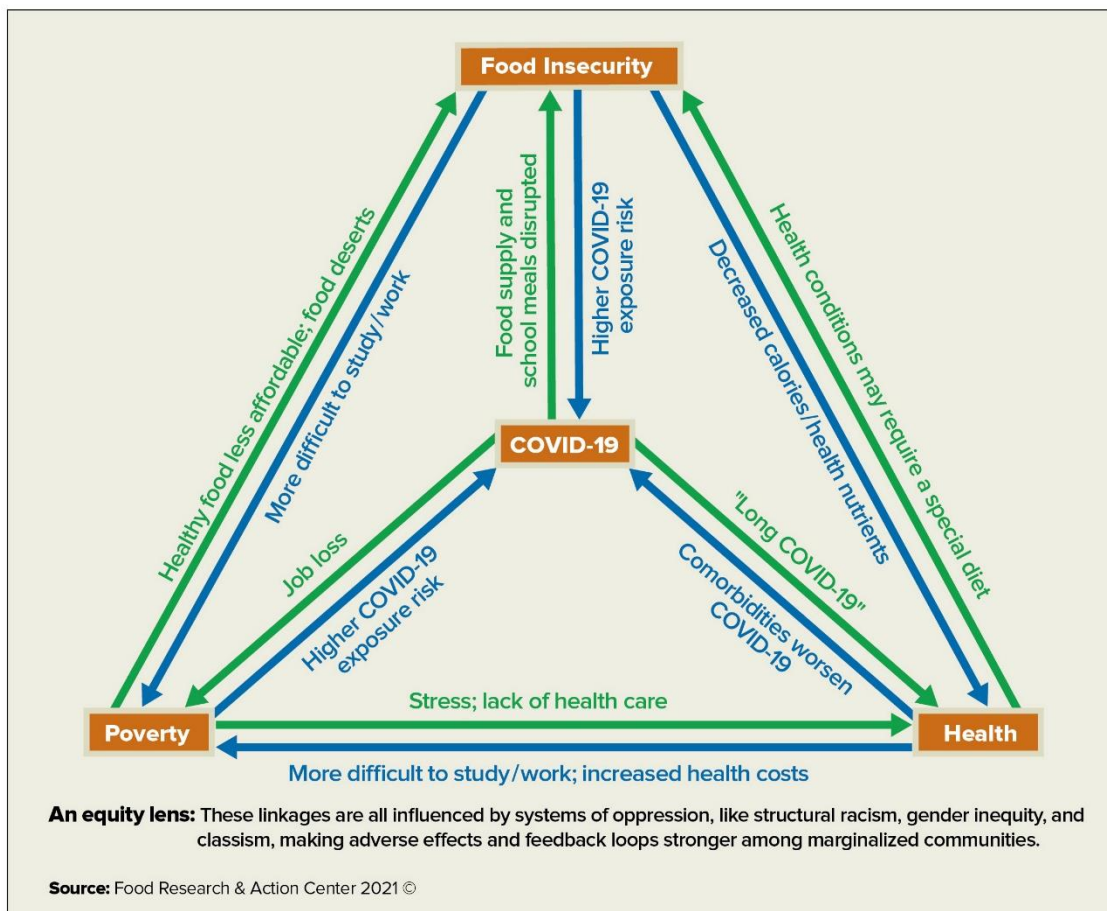 Food Insecurity
Healthy food less affordable; food deserts
More difficult to study/work
Food supply and
school meals disrupted
Higher COVID-19
exposure risk
Decreased calories/health nutrients
Health conditions may require a special diet
COVID-19
Job loss
Higher COVID-19
exposure risk
"Long COVID-19"
Comorbidities worsen
COVID-19
Poverty
Stress; lack of health care
Health
More difficult to study/work; increased health costs
An equity lens: These linkages are all influenced by systems of oppression, like structural racism, gender inequity, and
classism, making adverse effects and feedback loops stronger among marginalized communities.
Source: Food Research & Action Center 2021 ©